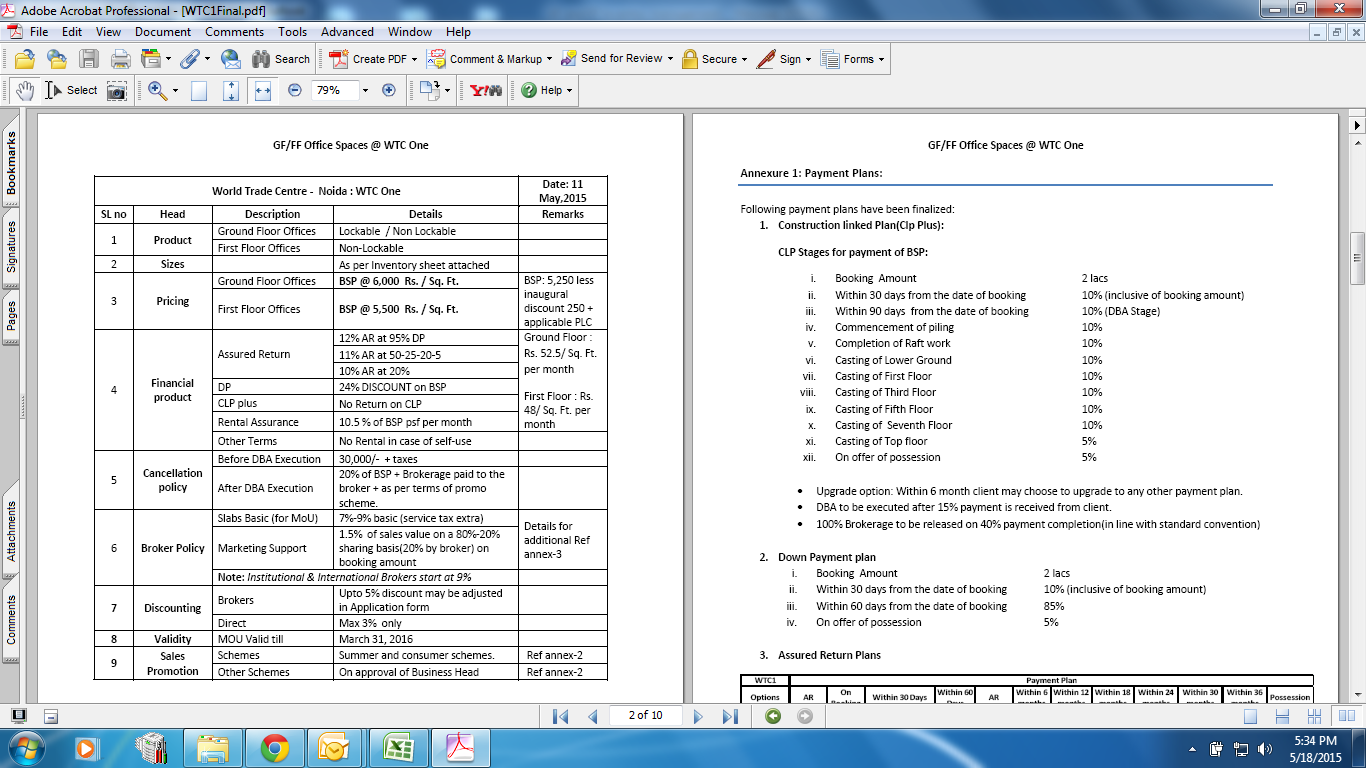 Adobe Acrobat Professional - [WTC1Final.pdf]
File Edit View Document Comments Tools Advanced Window Help
Search Create PDF Comment & Markup Send for Review Secure Sign Forms
Select 79% Y! Help
Bookmarks
Signatures
Pages
Attachments
Comments
GF/FF Office Spaces @ WTC One
World Trade Centre - Noida : WTC One Date: 11
May,2015
SL no Head Description Details Remarks
1 Product Ground Floor Offices Lockable / Non Lockable
First Floor Offices Non-Lockable
2 Sizes As per Inventory sheet attached
3 Pricing Ground Floor Offices BSP @ 6,000 Rs. / Sq. Ft.
First Floor Offices BSP @ 5,500 Rs. / Sq. Ft.
BSP: 5,250 less
inaugural
discount 250 +
applicable PLC
4 Financial
product
Assured Return 12% AR at 95% DP
11% AR at 50-25-20-5
10% AR at 20%
DP 24% DISCOUNT on BSP
CLP plus No Return on CLP
Rental Assurance 10.5 % of BSP psf per month
Other Terms No Rental in case of self-use
Ground Floor :
Rs. 52.5/ Sq. Ft.
per month
First Floor : Rs.
48/ Sq. Ft. per
month
5 Cancellation
policy
Before DBA Execution 30,000/- + taxes
After DBA Execution 20% of BSP + Brokerage paid to the
broker + as per terms of promo
scheme.
6 Broker Policy Slabs Basic (for MoU) 7%-9% basic (service tax extra)
Marketing Support 1.5% of sales value on a 80%-20%
sharing basis(20% by broker) on
booking amount
Details for
additional Ref
annex-3
Note: Institutional & International Brokers start at 9%
7 Discounting Brokers Upto 5% discount may be adjusted
in Application form
Direct Max 3% only
8 Validity MOU Valid till March 31, 2016
9 Sales
Promotion
Schemes Summer and consumer schemes. Ref annex-2
Other Schemes On approval of Business Head Ref annex-2
GF/FF Office Spaces @ WTC One
Annexure 1: Payment Plans:
Following payment plans have been finalized:
1. Construction linked Plan(Clp Plus):
CLP Stages for payment of BSP:
i. Booking Amount 2 lacs
ii. Within 30 days from the date of booking 10% (inclusive of booking amount)
iii. Within 90 days from the date of booking 10% (DBA Stage)
iv. Commencement of piling 10%
v. Completion of Raft work 10%
vi. Casting of Lower Ground 10%
vii. Casting of First Floor 10%
viii. Casting of Third Floor 10%
ix. Casting of Fifth Floor 10%
x. Casting of Seventh Floor 10%
xi. Casting of Top floor 5%
xii. On offer of possession 5%
• Upgrade option: Within 6 month client may choose to upgrade to any other payment plan.
• DBA to be executed after 15% payment is received from client.
• 100% Brokerage to be released on 40% payment completion(in line with standard convention)
2. Down Payment plan
i. Booking Amount 2 lacs
ii. Within 30 days from the date of booking 10% (inclusive of booking amount)
iii. Within 60 days from the date of booking 85%
iv. On offer of possession 5%
3. Assured Return Plans
WTC1 Payment Plan
Options AR On Within 30 Days Within 60 AR Within 6 Within 12 Within 18 Within 24 Within 30 Within 36 Possession
2 of 10
5:34 PM
5/18/2015